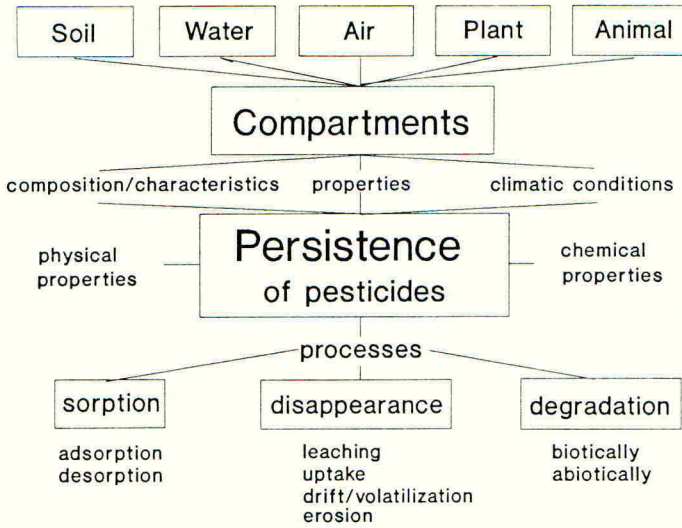 Soil Water Air Plant Animal
Compartments
composition/characteristics properties climatic conditions
physical
properties
Persistence
of pesticides
chemical
properties
processes
sorption disappearance degradation
adsorption
desorption
leaching
uptake
drift/volatilization
erosion
biotically
abiotically